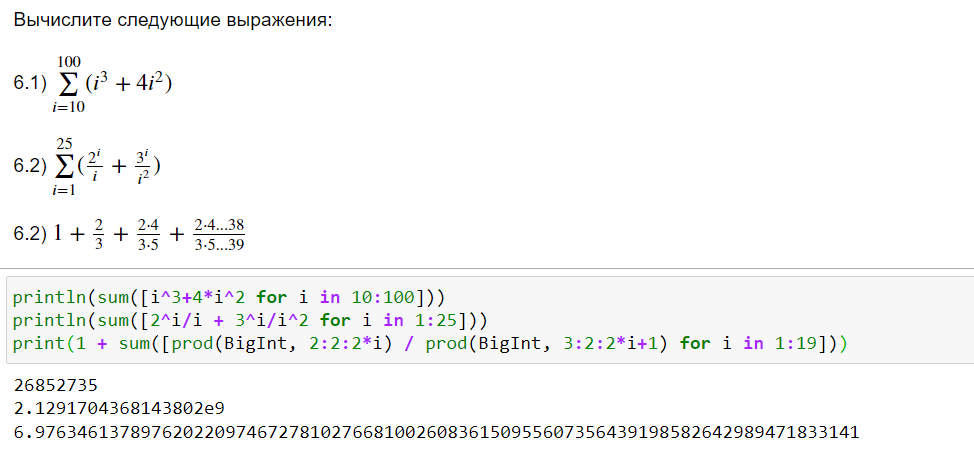 Вычислите следующие выражения:
6.1) \sum_{i=10}^{100} (i^3 + 4i^2)
6.2) \sum_{i=1}^{25} (\frac{2^i}{i} + \frac{3^i}{i^2})
6.2) 1 + \frac{2}{3} + \frac{2·4}{3·5} + \frac{2·4...38}{3·5...39}
println(sum([i^3+4*i^2 for i in 10:100]))
println(sum([2^i/i + 3^i/i^2 for i in 1:25]))
print(1 + sum([prod(BigInt, 2:2:2*i) / prod(BigInt, 3:2:2*i+1) for i in 1:19]))
26852735
2.1291704368143802e9
6.976346137897620220974672781027668100260836150955607356439198582642989471833141